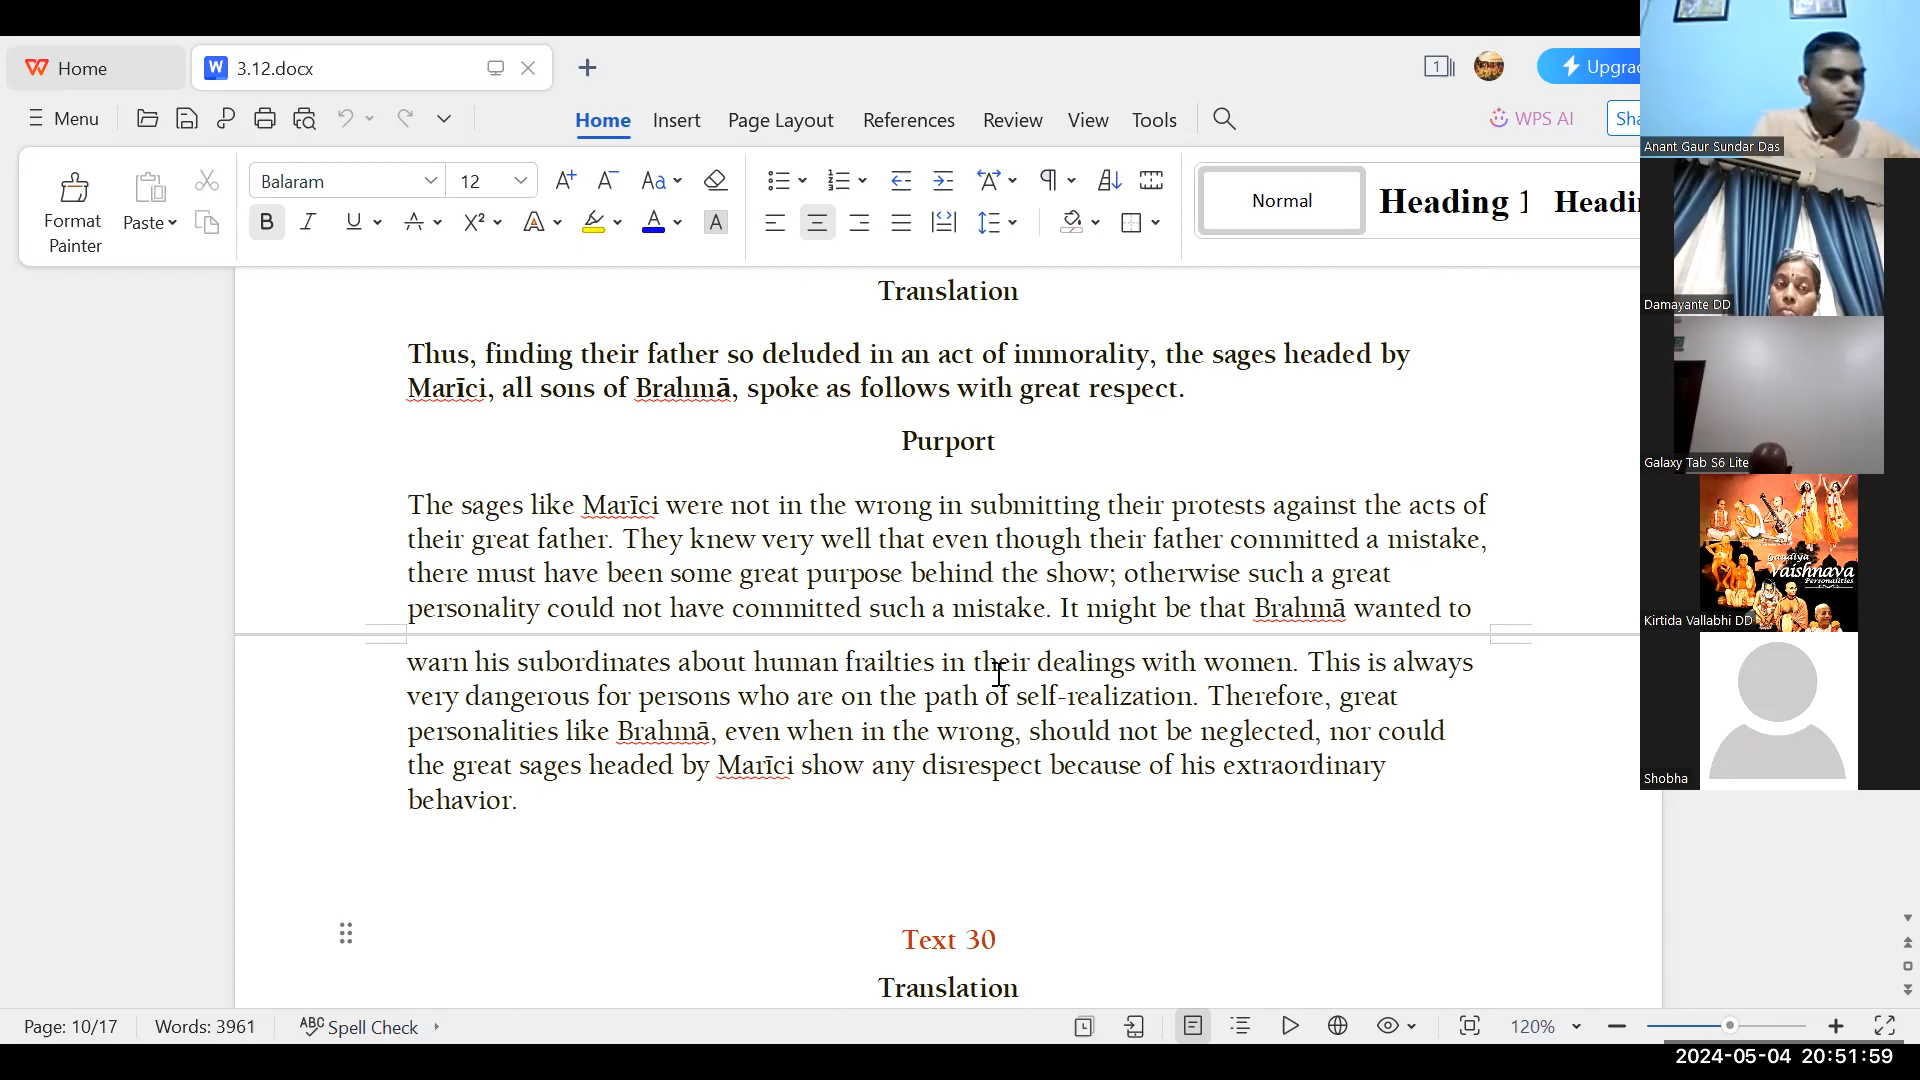 Home
3.12.docx
1
Upgra
Menu
Home Insert Page Layout References Review View Tools
WPS AI
Sha
Format
Painter
Paste
Balaram
12
Normal
Heading 1
Headi
Translation
Thus, finding their father so deluded in an act of immorality, the sages headed by
Marīci, all sons of Brahmā, spoke as follows with great respect.
Purport
The sages like Marīci were not in the wrong in submitting their protests against the acts of
their great father. They knew very well that even though their father committed a mistake,
there must have been some great purpose behind the show; otherwise such a great
personality could not have committed such a mistake. It might be that Brahmā wanted to
warn his subordinates about human frailties in their dealings with women. This is always
very dangerous for persons who are on the path of self-realization. Therefore, great
personalities like Brahmā, even when in the wrong, should not be neglected, nor could
the great sages headed by Marīci show any disrespect because of his extraordinary
behavior.
Text 30
Translation
Page: 10/17
Words: 3961
Spell Check
120%
Anant Gaur Sundar Das
Damayante DD
Galaxy Tab S6 Lite
Gaudiya
Vaishnava
Personalities
Kirtida Vallabhi DD
Shobha
2024-05-04 20:51:59